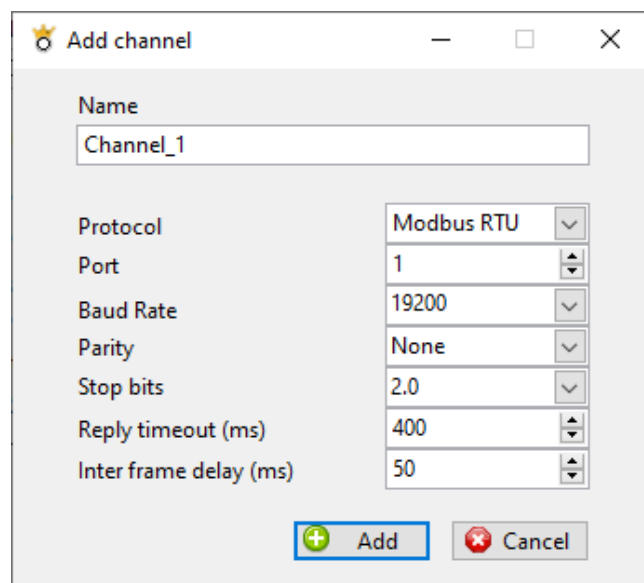 Add channel
Name
Channel_1
Protocol Modbus RTU
Port 1
Baud Rate 19200
Parity None
Stop bits 2.0
Reply timeout (ms) 400
Inter frame delay (ms) 50
Add Cancel